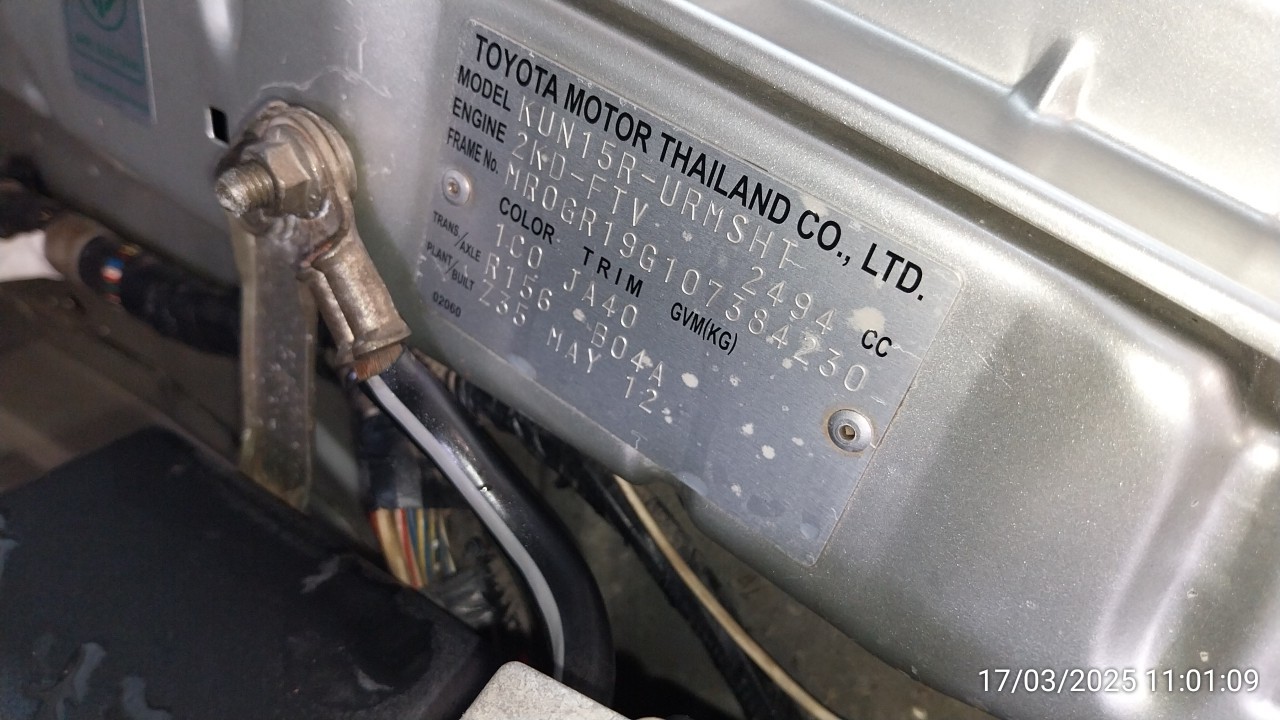 TOYOTA MOTOR THAILAND CO., LTD.
MODEL KUN15R-URMSHT
ENGINE 2KD-FTV 2494 CC
FRAME No. MR0GR19G107384230
COLOR TRIM GVM(KG)
1C0 JA40
TRANS/AXLE R156 B04A
PLANT/BUILT Z35 MAY 12
02060
17/03/2025 11:01:09